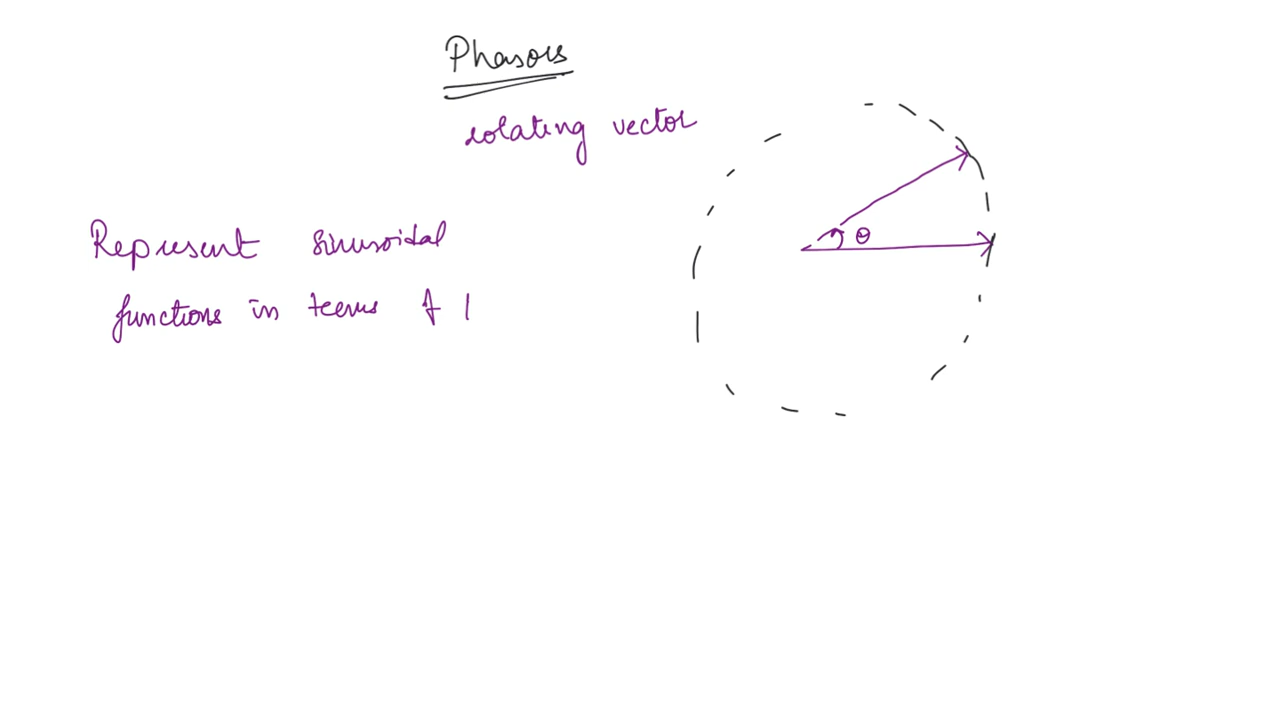 Phasors
rotating vector
θ
Represent sinusoidal
functions in terms of